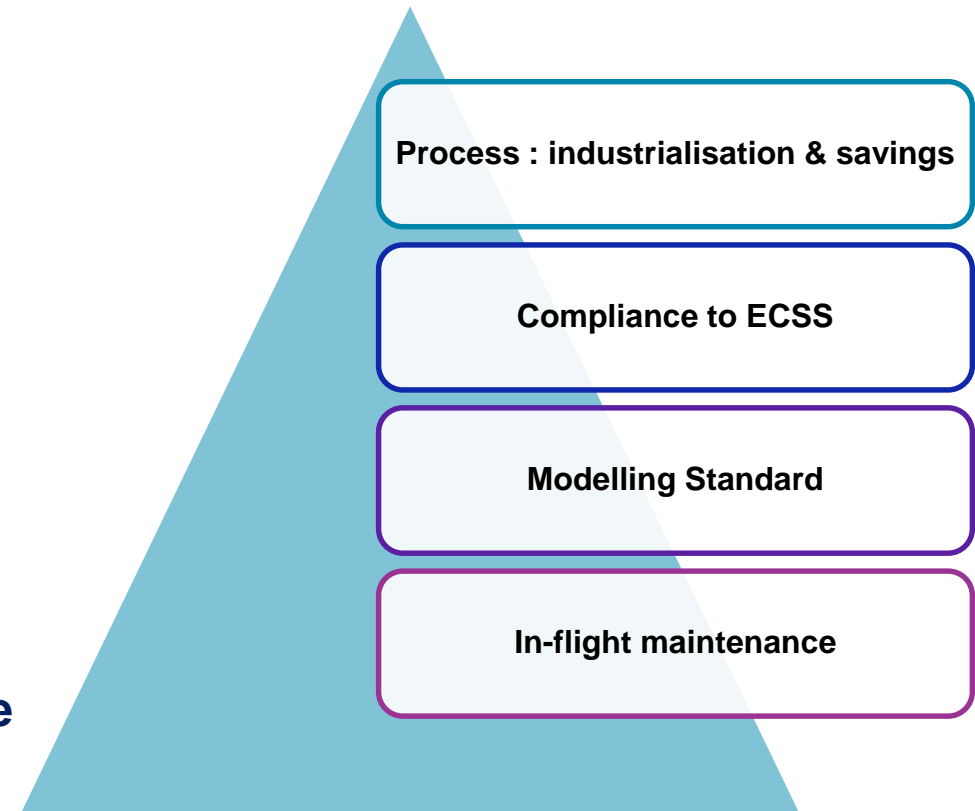 Process : industrialisation & savings
Compliance to ECSS
Modelling Standard
In-flight maintenance
e